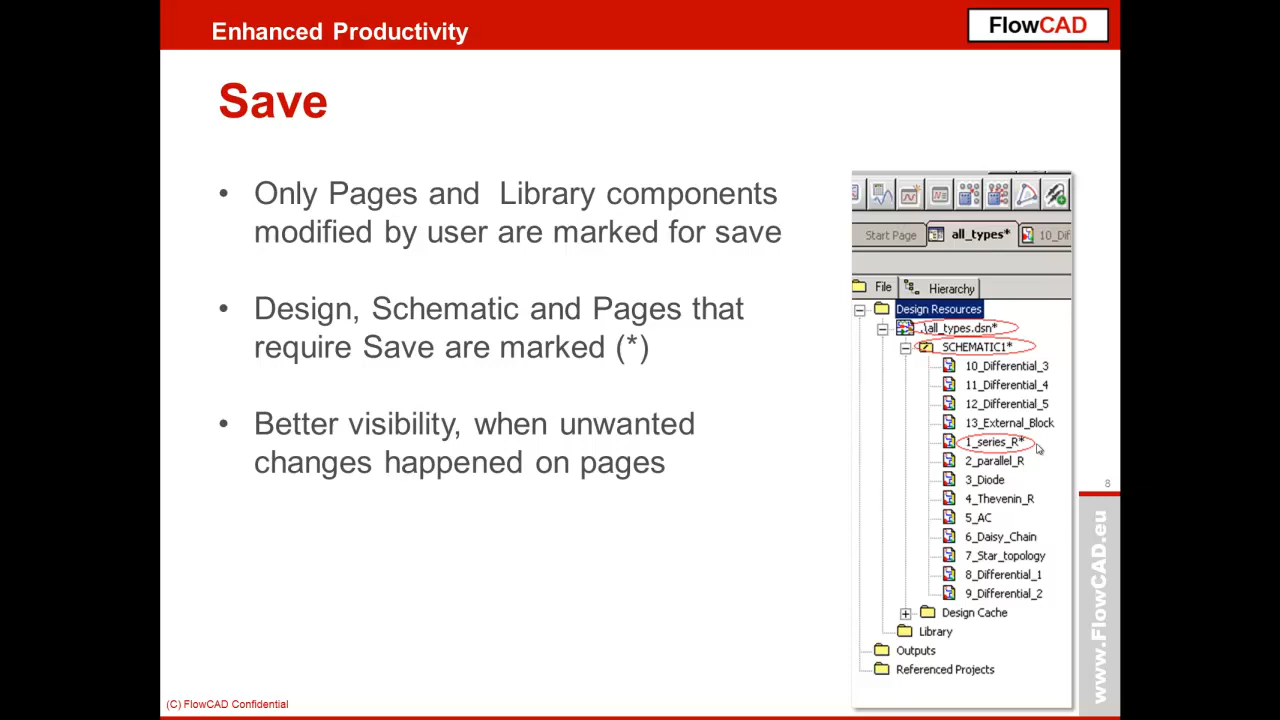 Enhanced Productivity
FlowCAD
Save
• Only Pages and Library components
modified by user are marked for save
• Design, Schematic and Pages that
require Save are marked (*)
• Better visibility, when unwanted
changes happened on pages
Start Page
all_types*
10_Dif
File
Hierarchy
Design Resources
.\all_types.dsn*
SCHEMATIC1*
10_Differential_3
11_Differential_4
12_Differential_5
13_External_Block
1_series_R*
2_parallel_R
3_Diode
4_Thevenin_R
5_AC
6_Daisy_Chain
7_Star_topology
8_Differential_1
9_Differential_2
Design Cache
Library
Outputs
Referenced Projects
8
www.FlowCAD.eu
(C) FlowCAD Confidential